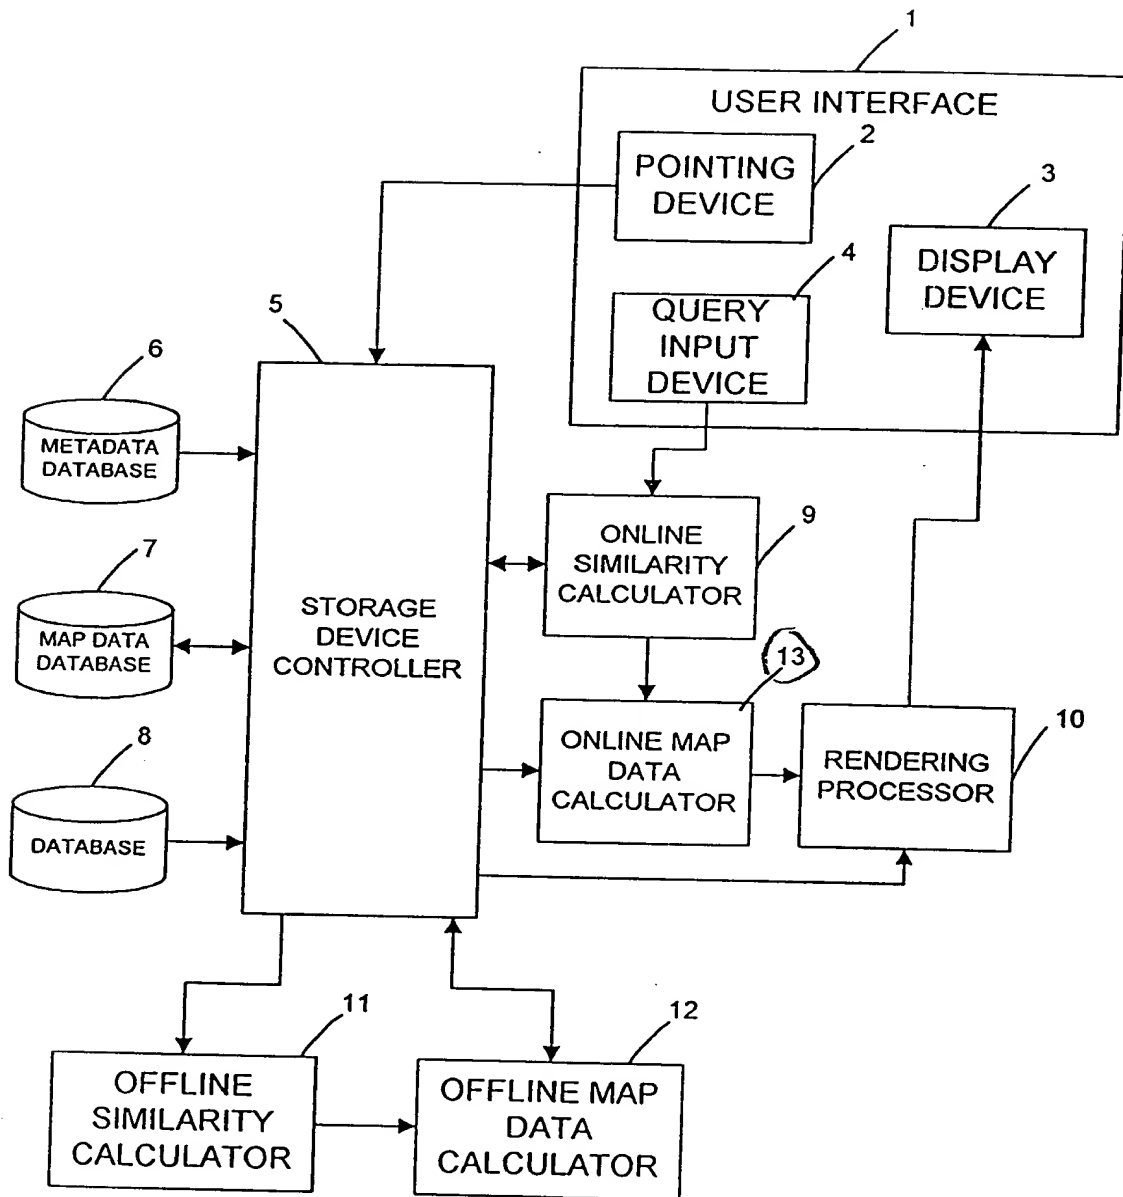 1
USER INTERFACE
2
POINTING
DEVICE
3
DISPLAY
DEVICE
4
QUERY
INPUT
DEVICE
5
STORAGE
DEVICE
CONTROLLER
6
METADATA
DATABASE
7
MAP DATA
DATABASE
8
DATABASE
9
ONLINE
SIMILARITY
CALCULATOR
13
ONLINE MAP
DATA
CALCULATOR
10
RENDERING
PROCESSOR
11
OFFLINE
SIMILARITY
CALCULATOR
12
OFFLINE MAP
DATA
CALCULATOR